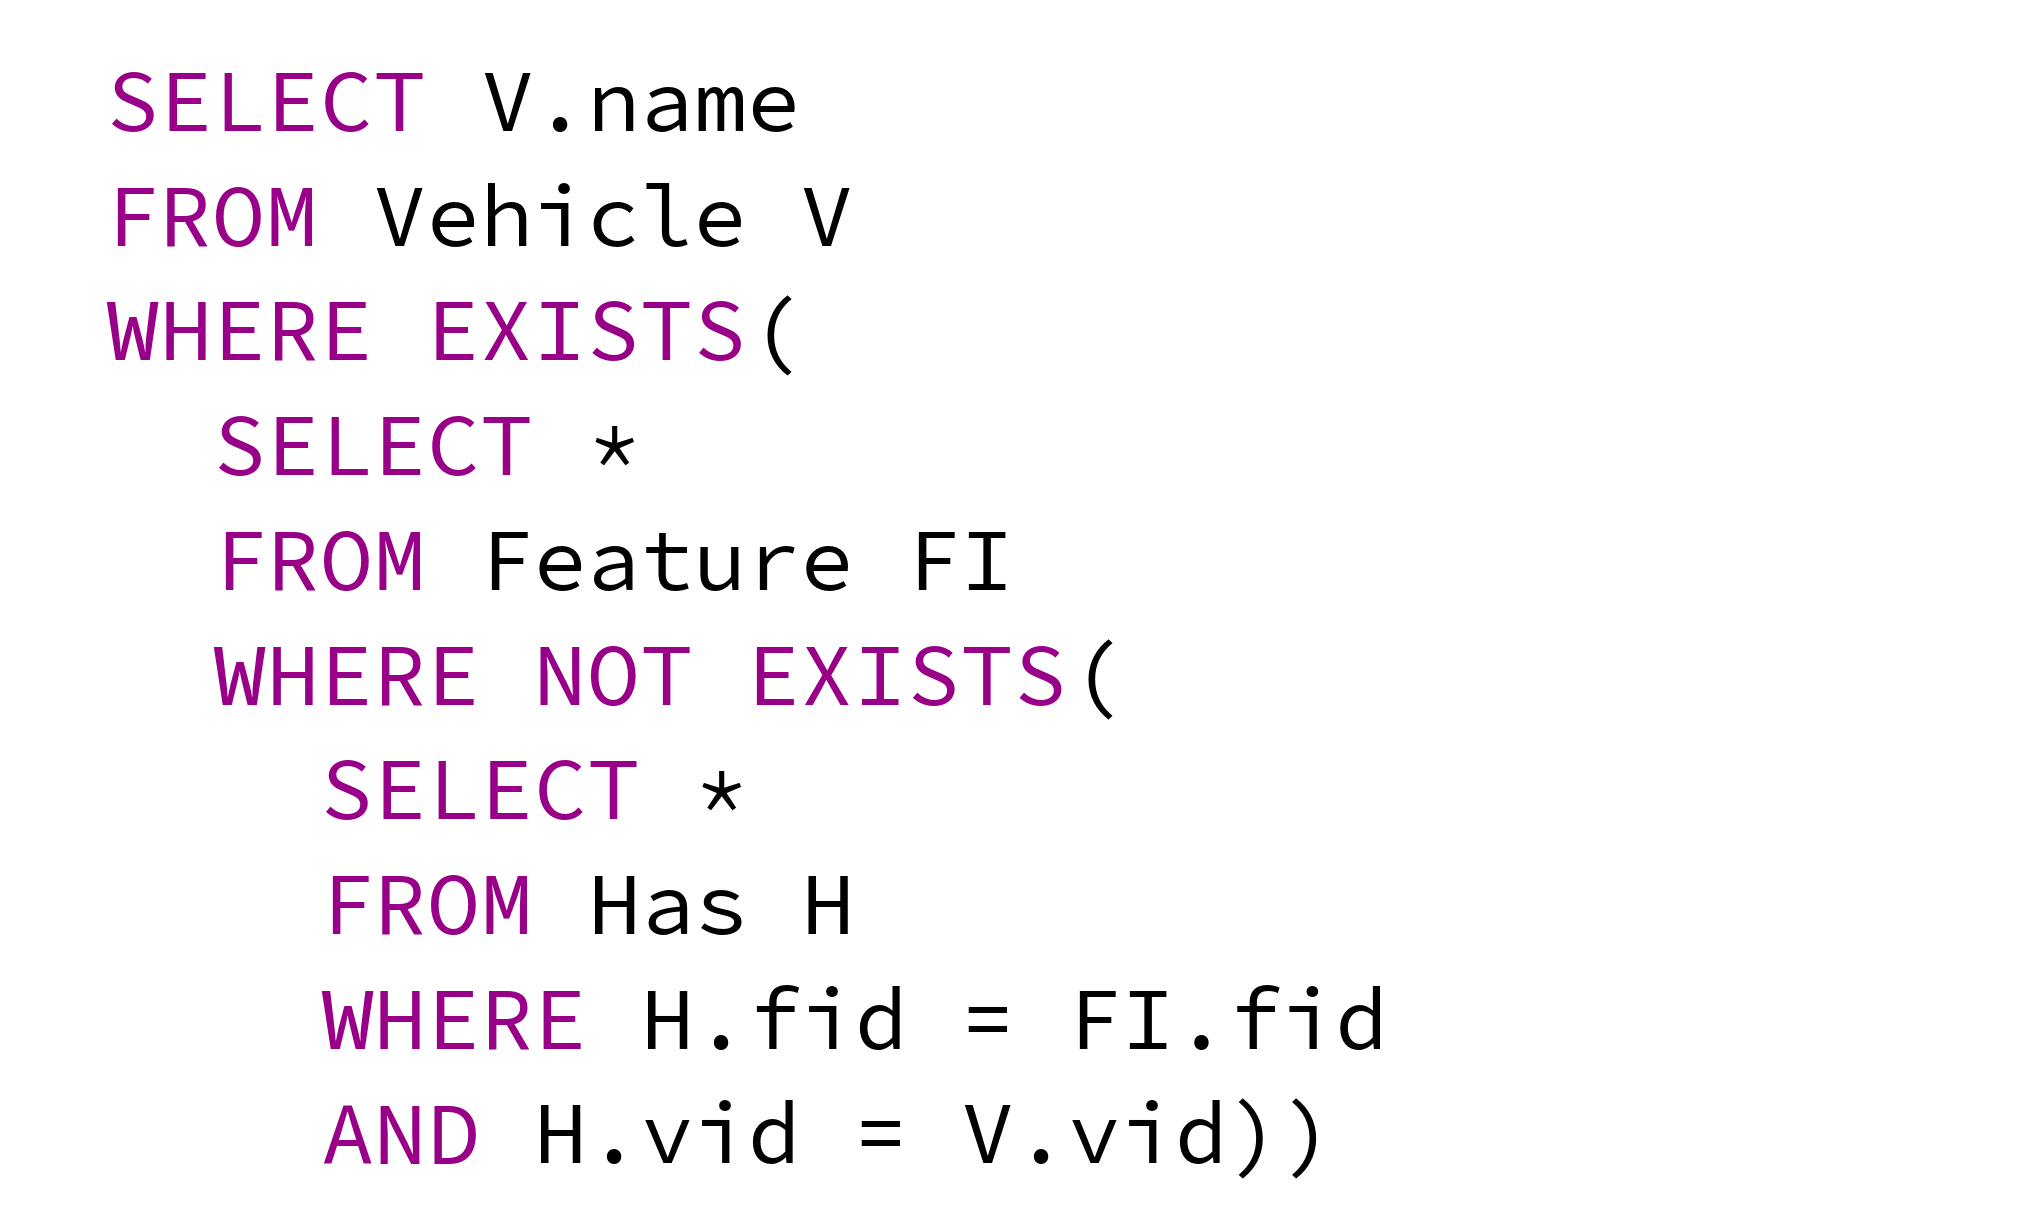 SELECT V.name
FROM Vehicle V
WHERE EXISTS(
SELECT *
FROM Feature FI
WHERE NOT EXISTS(
SELECT *
FROM Has H
WHERE H.fid = FI.fid
AND H.vid = V.vid))